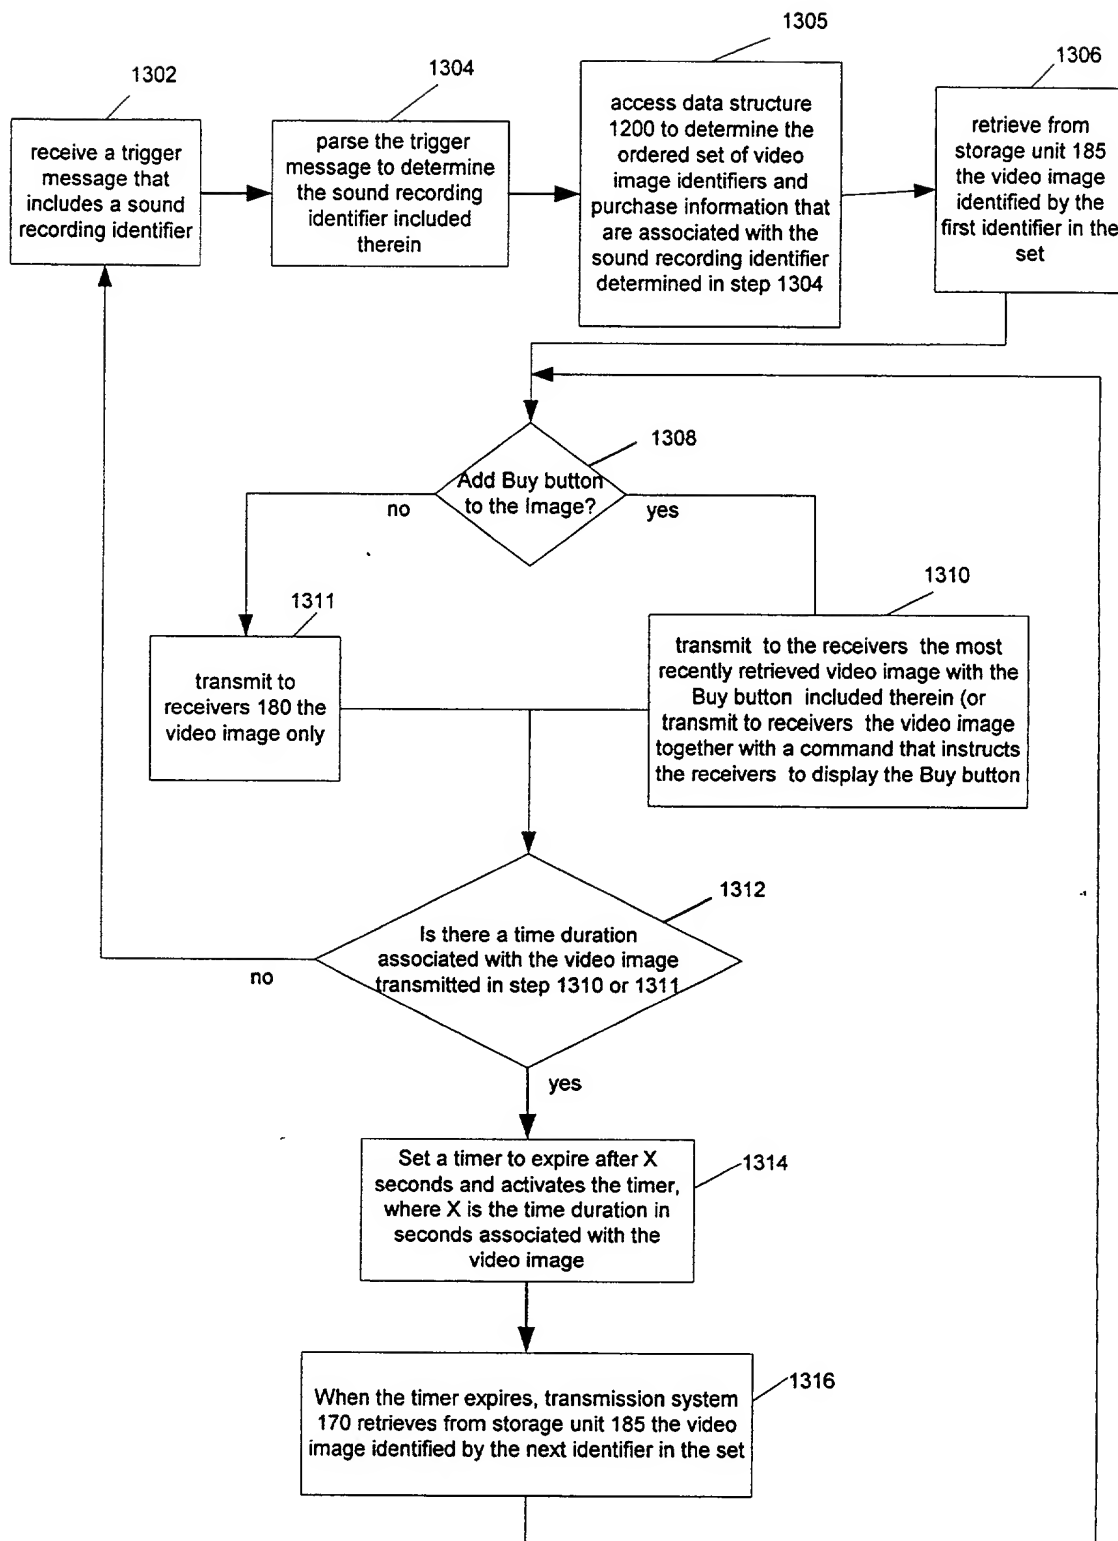 1302
receive a trigger
message that
includes a sound
recording identifier
1304
parse the trigger
message to determine
the sound recording
identifier included
therein
1305
access data structure
1200 to determine the
ordered set of video
image identifiers and
purchase information that
are associated with the
sound recording identifier
determined in step 1304
1306
retrieve from
storage unit 185
the video image
identified by the
first identifier in the
set
1308
Add Buy button
to the Image?
no
yes
1311
transmit to
receivers 180 the
video image only
1310
transmit to the receivers the most
recently retrieved video image with the
Buy button included therein (or
transmit to receivers the video image
together with a command that instructs
the receivers to display the Buy button
1312
Is there a time duration
associated with the video image
transmitted in step 1310 or 1311
no
yes
1314
Set a timer to expire after X
seconds and activates the timer,
where X is the time duration in
seconds associated with the
video image
1316
When the timer expires, transmission system
170 retrieves from storage unit 185 the video
image identified by the next identifier in the set